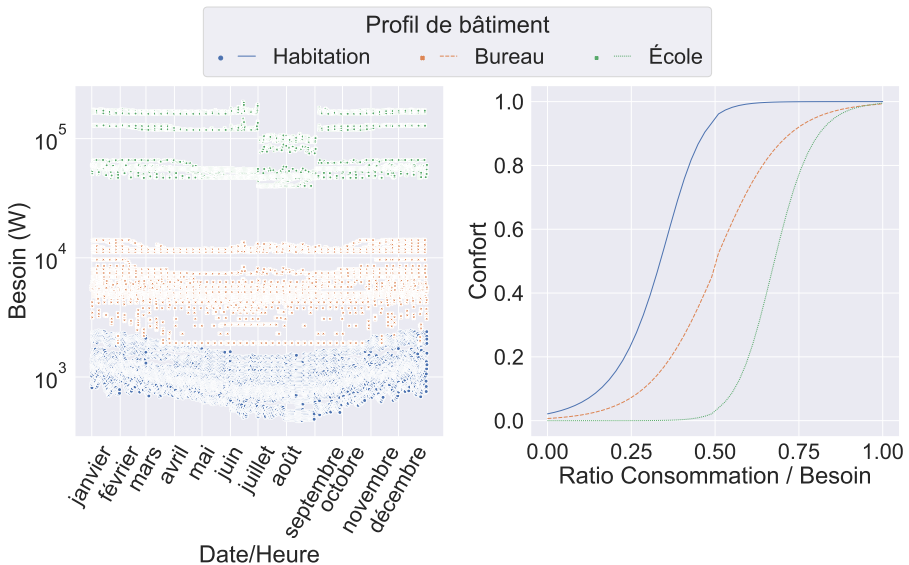 Profil de bâtiment
Habitation Bureau École
10^5
10^4
10^3
Besoin (W)
janvier
février
mars
avril
mai
juin
juillet
août
septembre
octobre
novembre
décembre
Date/Heure
1.0
0.8
0.6
0.4
0.2
0.0
Confort
0.00 0.25 0.50 0.75 1.00
Ratio Consommation / Besoin